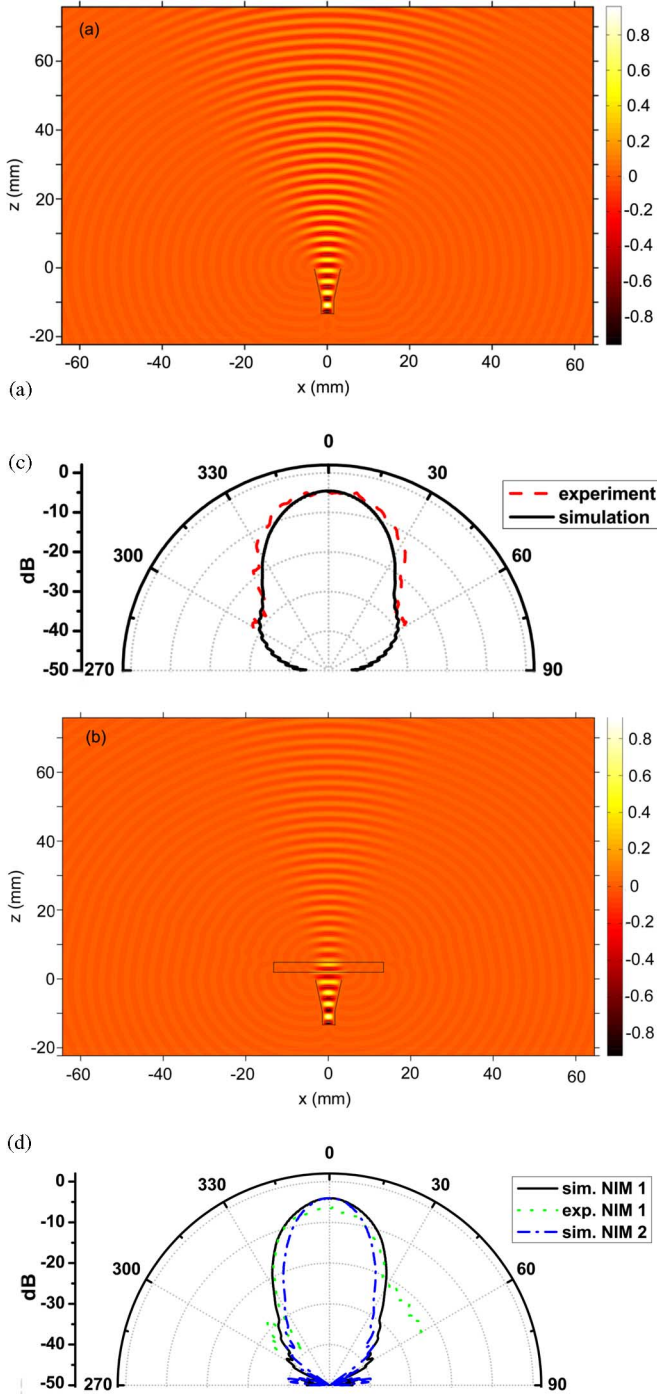 (a)
60
40
20
0
-20
z (mm)
-60 -40 -20 0 20 40 60
x (mm)
0.8
0.6
0.4
0.2
0
-0.2
-0.4
-0.6
-0.8
(a)
(c)
0
330 30
300 60
270 90
0
-10
-20
-30
-40
-50
dB
experiment
simulation
(b)
60
40
20
0
-20
z (mm)
-60 -40 -20 0 20 40 60
x (mm)
0.8
0.6
0.4
0.2
0
-0.2
-0.4
-0.6
-0.8
(b)
(d)
0
330 30
300 60
270 90
0
-10
-20
-30
-40
-50
dB
sim. NIM 1
exp. NIM 1
sim. NIM 2